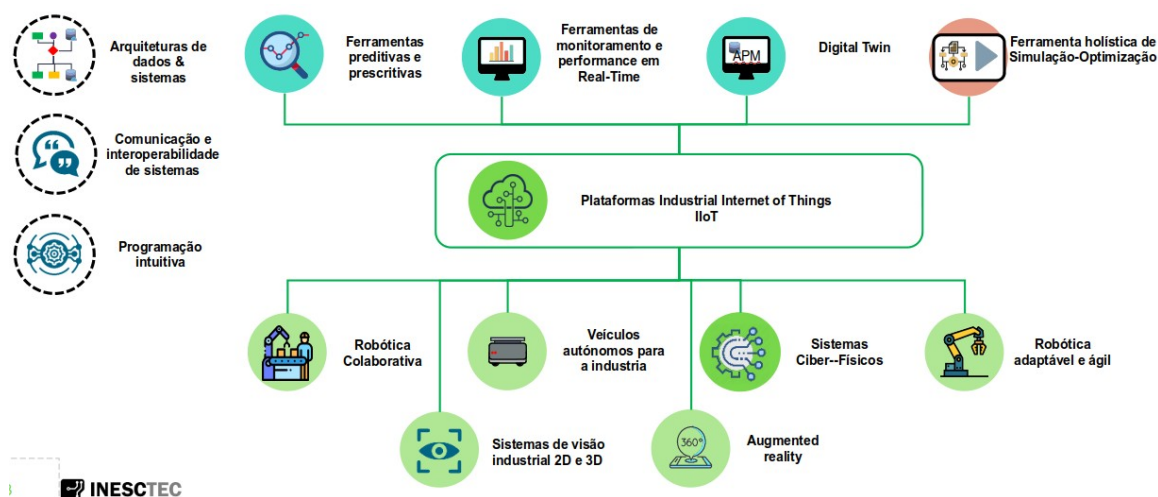 Arquiteturas de
dados &
sistemas
Ferramentas
preditivas e
prescritivas
Ferramentas de
monitoramento e
performance em
Real-Time
APM
Digital Twin
Ferramenta holística de
Simulação-Optimização
Comunicação e
interoperabilidade
de sistemas
Plataformas Industrial Internet of Things
IIoT
Programação
intuitiva
Robótica
Colaborativa
Veículos
autónomos para
a industria
Sistemas
Ciber--Físicos
Robótica
adaptável e ágil
Sistemas de visão
industrial 2D e 3D
360°
Augmented
reality
INESCTEC